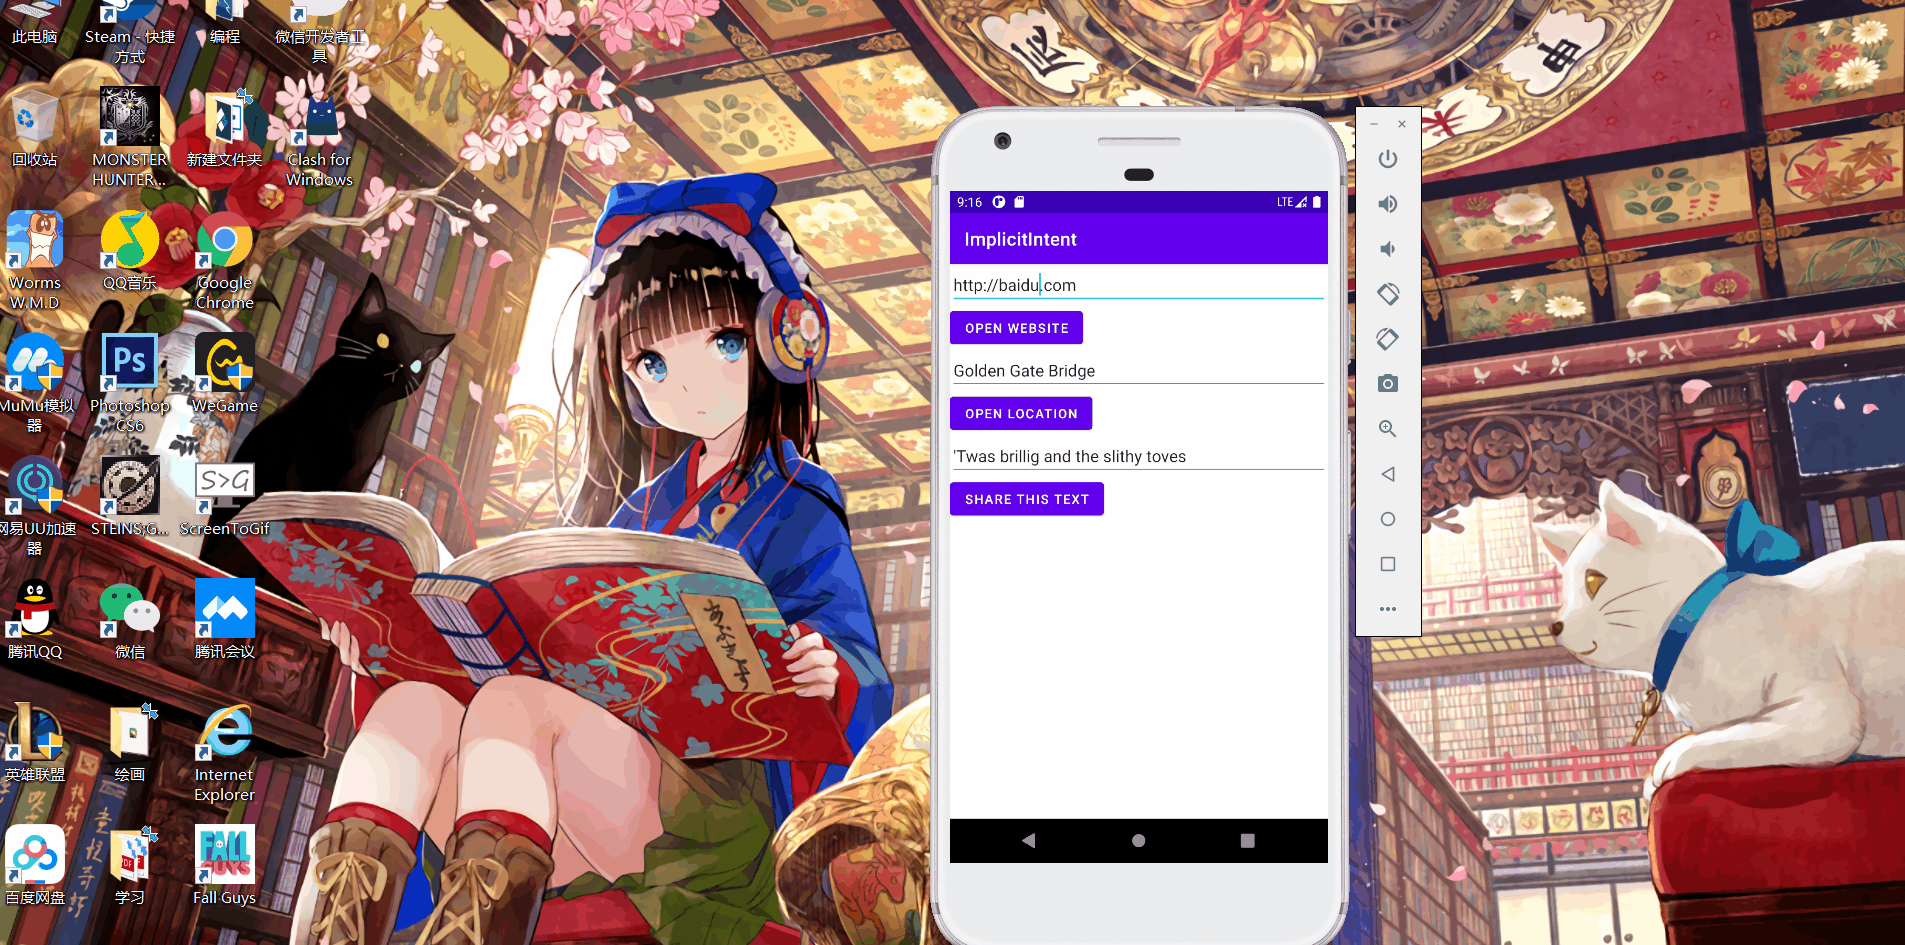 此电脑
Steam - 快捷
方式
编程
微信开发者工
具
回收站
MONSTER
HUNTER...
新建文件夹
Clash for
Windows
Worms
W.M.D
QQ音乐
Google
Chrome
MuMu模拟
器
Ps
Photoshop
CS6
WeGame
网易UU加速
器
STEINS;G...
S>G
ScreenToGif
腾讯QQ
微信
腾讯会议
英雄联盟
绘画
Internet
Explorer
百度网盘
PDF
学习
FALL
GUYS
Fall Guys
9:16
LTE
ImplicitIntent
http://baidu.com
OPEN WEBSITE
Golden Gate Bridge
OPEN LOCATION
'Twas brillig and the slithy toves
SHARE THIS TEXT